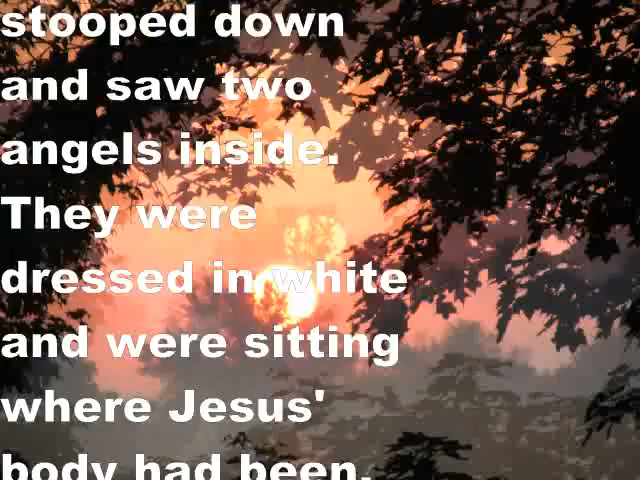 stooped down
and saw two
angels inside.
They were
dressed in white
and were sitting
where Jesus'
body had been.